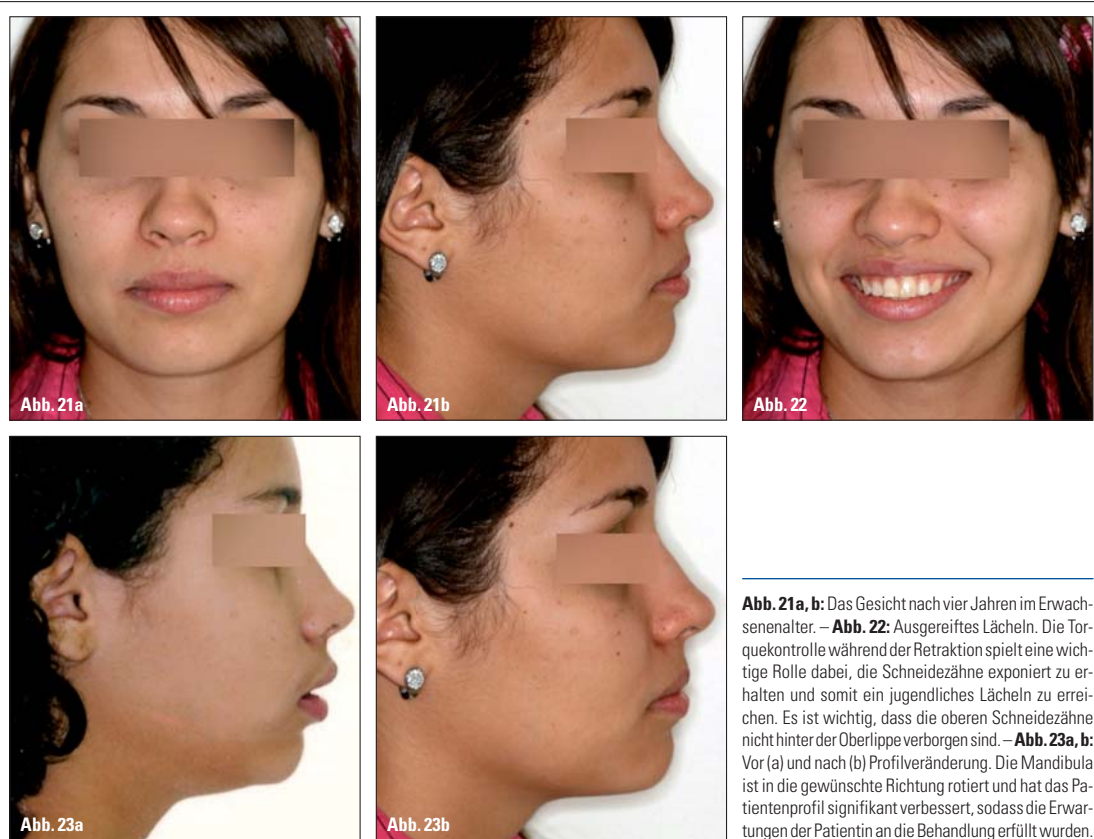 Abb. 21a
Abb. 21b
Abb. 22
Abb. 23a
Abb. 23b
Abb. 21a, b: Das Gesicht nach vier Jahren im Erwach-
senenalter. – Abb. 22: Ausgereiftes Lächeln. Die Tor-
quekontrolle während der Retraktion spielt eine wich-
tige Rolle dabei, die Schneidezähne exponiert zu er-
halten und somit ein jugendliches Lächeln zu errei-
chen. Es ist wichtig, dass die oberen Schneidezähne
nicht hinter der Oberlippe verborgen sind. – Abb. 23a, b:
Vor (a) und nach (b) Profilveränderung. Die Mandibula
ist in die gewünschte Richtung rotiert und hat das Pa-
tientenprofil signifikant verbessert, sodass die Erwar-
tungen der Patientin an die Behandlung erfüllt wurden.